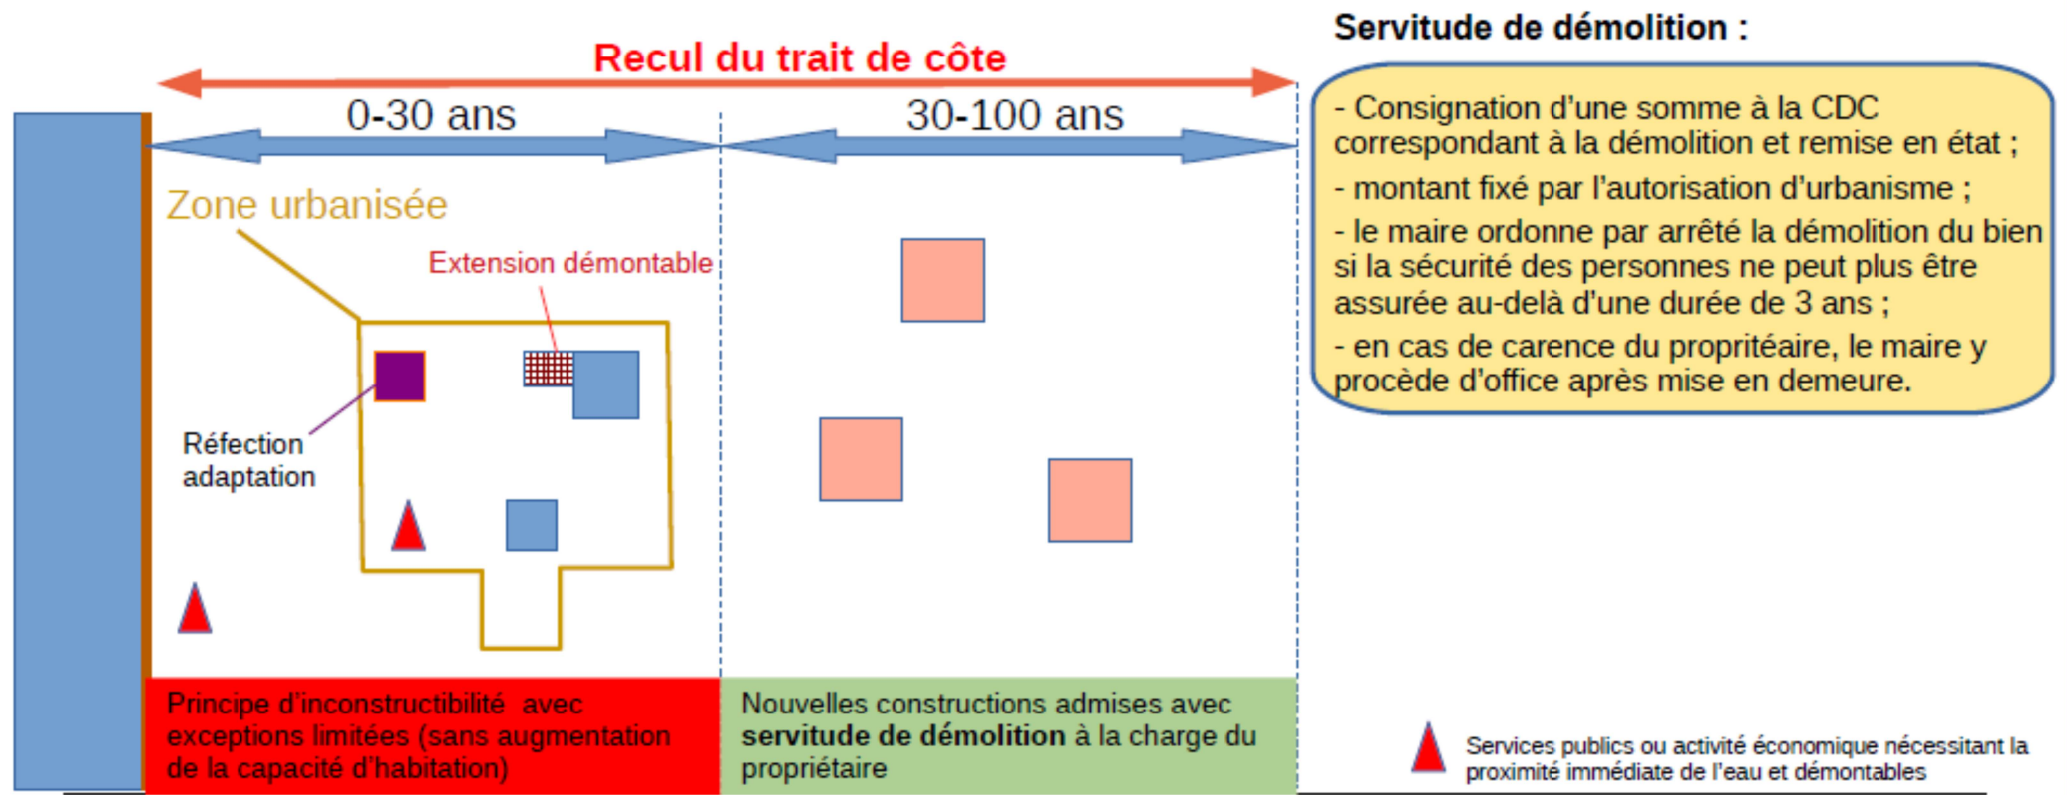 Recul du trait de côte
0-30 ans
30-100 ans
Zone urbanisée
Extension démontable
Réfection
adaptation
Principe d'inconstructibilité avec
exceptions limitées (sans augmentation
de la capacité d'habitation)
Nouvelles constructions admises avec
servitude de démolition à la charge du
propriétaire
Servitude de démolition :
- Consignation d'une somme à la CDC
correspondant à la démolition et remise en état ;
- montant fixé par l'autorisation d'urbanisme ;
- le maire ordonne par arrêté la démolition du bien
si la sécurité des personnes ne peut plus être
assurée au-delà d'une durée de 3 ans ;
- en cas de carence du propritéaire, le maire y
procède d'office après mise en demeure.
Services publics ou activité économique nécessitant la
proximité immédiate de l'eau et démontables